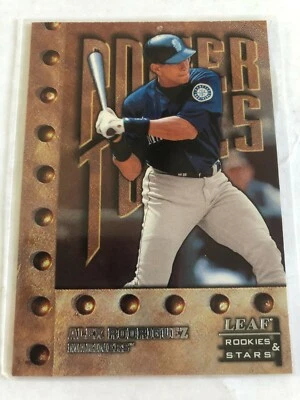 POWER
TOOLS
ALEX RODRIGUEZ
MARINERS
LEAF
ROOKIES &
STARS